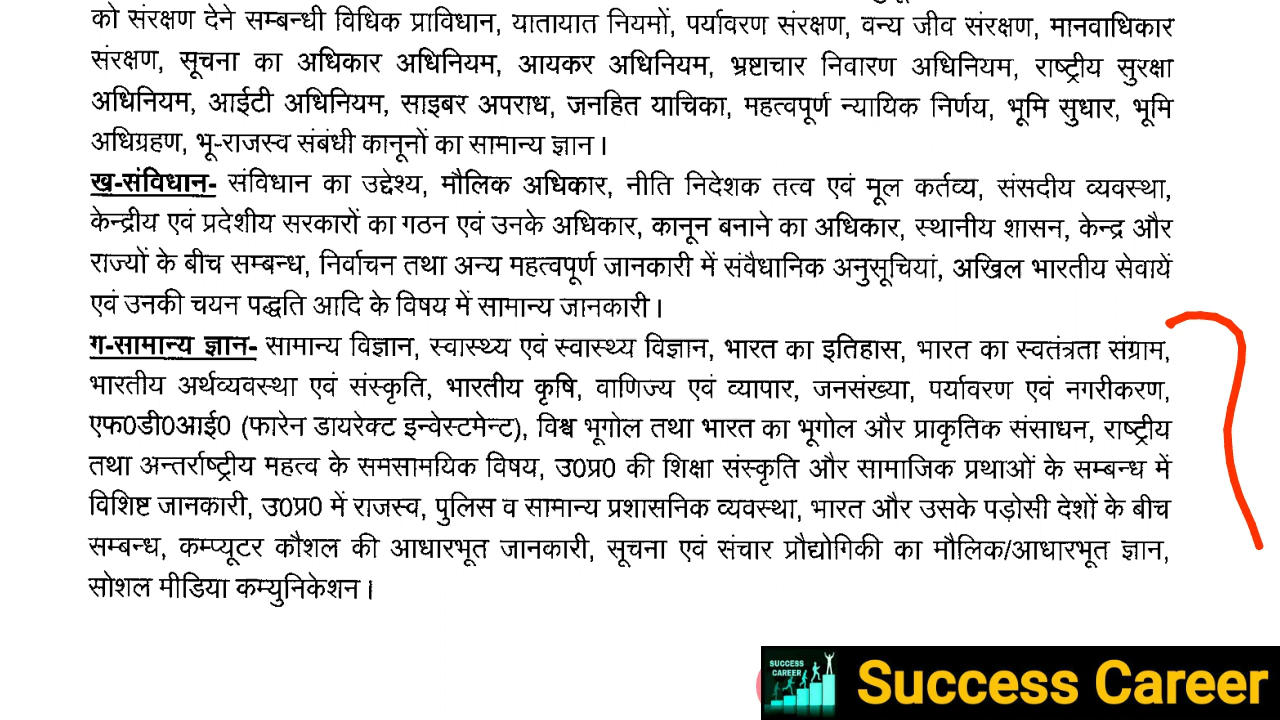 को संरक्षण देने सम्बन्धी विधिक प्राविधान, यातायात नियमों, पर्यावरण संरक्षण, वन्य जीव संरक्षण, मानवाधिकार
संरक्षण, सूचना का अधिकार अधिनियम, आयकर अधिनियम, भ्रष्टाचार निवारण अधिनियम, राष्ट्रीय सुरक्षा
अधिनियम, आईटी अधिनियम, साइबर अपराध, जनहित याचिका, महत्वपूर्ण न्यायिक निर्णय, भूमि सुधार, भूमि
अधिग्रहण, भू-राजस्व संबंधी कानूनों का सामान्य ज्ञान।
ख-संविधान- संविधान का उद्देश्य, मौलिक अधिकार, नीति निदेशक तत्व एवं मूल कर्तव्य, संसदीय व्यवस्था,
केन्द्रीय एवं प्रदेशीय सरकारों का गठन एवं उनके अधिकार, कानून बनाने का अधिकार, स्थानीय शासन, केन्द्र और
राज्यों के बीच सम्बन्ध, निर्वाचन तथा अन्य महत्वपूर्ण जानकारी में संवैधानिक अनुसूचियां, अखिल भारतीय सेवायें
एवं उनकी चयन पद्धति आदि के विषय में सामान्य जानकारी।
ग-सामान्य ज्ञान- सामान्य विज्ञान, स्वास्थ्य एवं स्वास्थ्य विज्ञान, भारत का इतिहास, भारत का स्वतंत्रता संग्राम,
भारतीय अर्थव्यवस्था एवं संस्कृति, भारतीय कृषि, वाणिज्य एवं व्यापार, जनसंख्या, पर्यावरण एवं नगरीकरण,
एफ0डी0आई0 (फारेन डायरेक्ट इन्वेस्टमेन्ट), विश्व भूगोल तथा भारत का भूगोल और प्राकृतिक संसाधन, राष्ट्रीय
तथा अन्तर्राष्ट्रीय महत्व के समसामयिक विषय, उ0प्र0 की शिक्षा संस्कृति और सामाजिक प्रथाओं के सम्बन्ध में
विशिष्ट जानकारी, उ0प्र0 में राजस्व, पुलिस व सामान्य प्रशासनिक व्यवस्था, भारत और उसके पड़ोसी देशों के बीच
सम्बन्ध, कम्प्यूटर कौशल की आधारभूत जानकारी, सूचना एवं संचार प्रौद्योगिकी का मौलिक/आधारभूत ज्ञान,
सोशल मीडिया कम्युनिकेशन।
SUCCESS
CAREER
Success Career